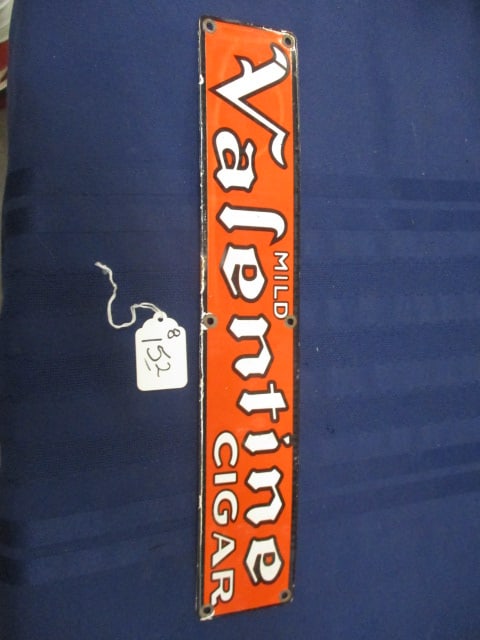 MILD
Valentine
CIGAR
8
152